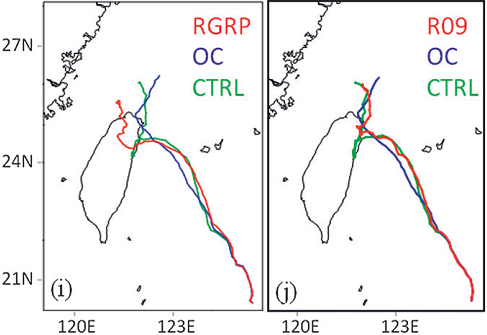 27N
24N
21N
RGRP
OC
CTRL
(i)
120E
123E
R09
OC
CTRL
(j)
120E
123E